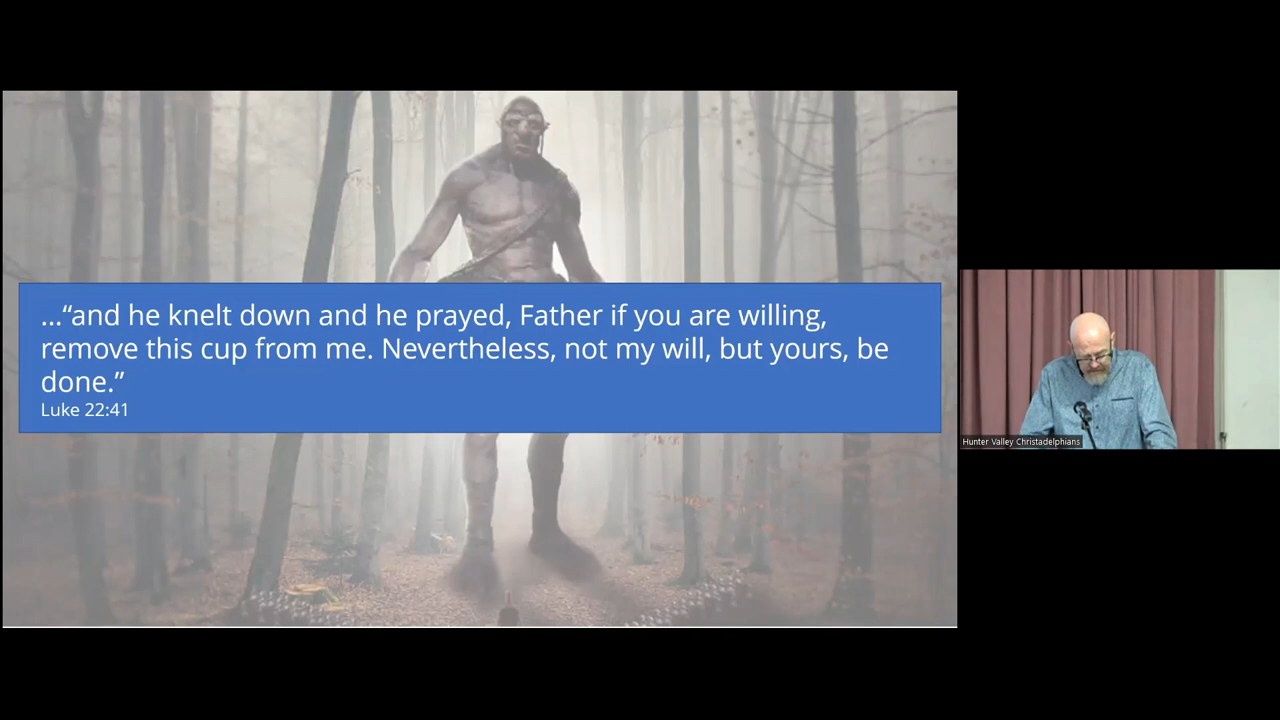 …“and he knelt down and he prayed, Father if you are willing,
remove this cup from me. Nevertheless, not my will, but yours, be
done.”
Luke 22:41
Hunter Valley Christadelphians